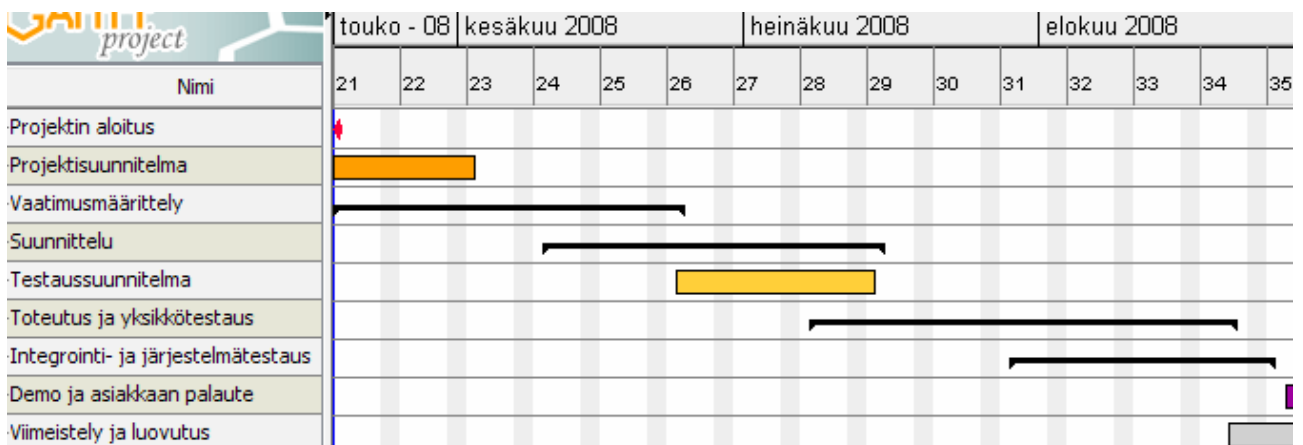 GANTT
project
touko - 08 kesäkuu 2008 heinäkuu 2008 elokuu 2008
Nimi 21 22 23 24 25 26 27 28 29 30 31 32 33 34 35
Projektin aloitus
Projektisuunnitelma
Vaatimusmäärittely
Suunnittelu
Testaussuunnitelma
Toteutus ja yksikkötestaus
Integrointi- ja järjestelmätestaus
Demo ja asiakkaan palaute
Viimeistely ja luovutus